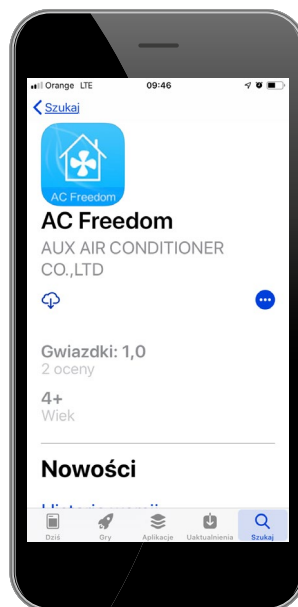 Orange LTE 09:46
Szukaj
AC Freedom
AC Freedom
AUX AIR CONDITIONER
CO.,LTD
Gwiazdki: 1,0
2 oceny
4+
Wiek
Nowości
Dziś Gry Aplikacje Uaktualnienia Szukaj